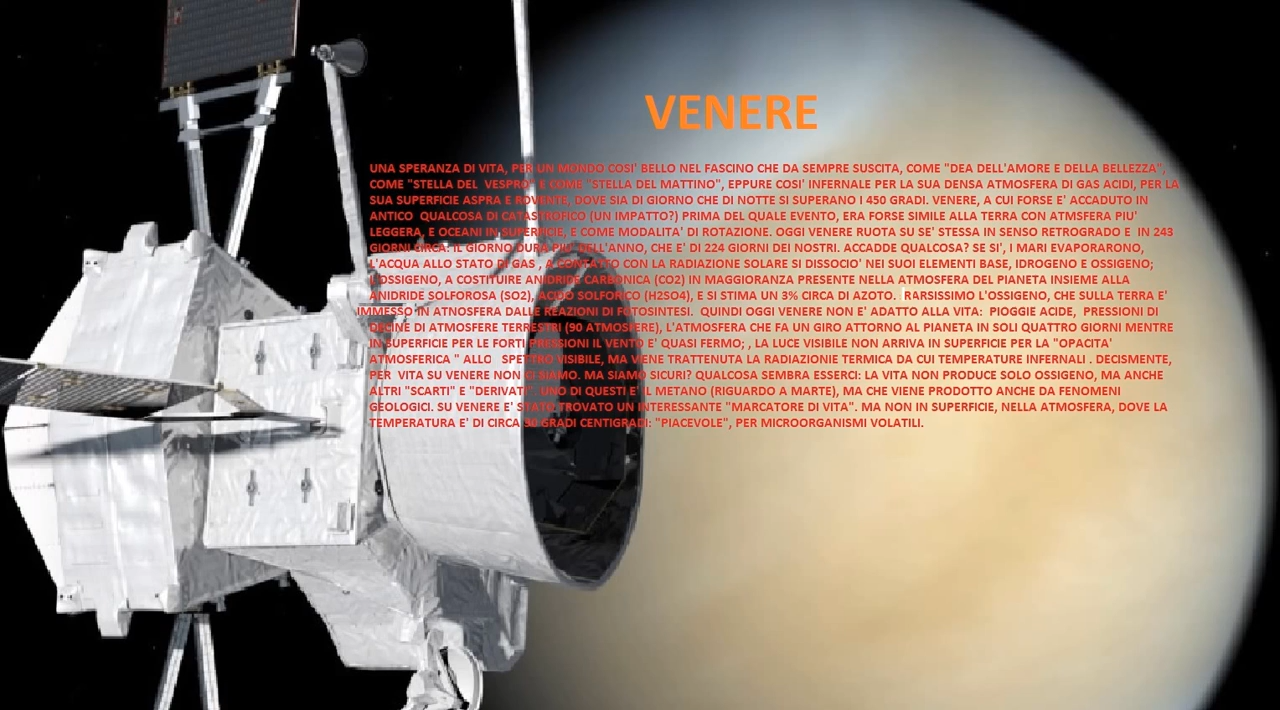 VENERE
UNA SPERANZA DI VITA, PER UN MONDO COSI' BELLO NEL FASCINO CHE DA SEMPRE SUSCITA, COME "DEA DELL'AMORE E DELLA BELLEZZA",
COME "STELLA DEL VESPRO" E COME "STELLA DEL MATTINO", EPPURE COSI' INFERNALE PER LA SUA DENSA ATMOSFERA DI GAS ACIDI, PER LA
SUA SUPERFICIE ASPRA E ROVENTE, DOVE SIA DI GIORNO CHE DI NOTTE SI SUPERANO I 450 GRADI. VENERE, A CUI FORSE E' ACCADUTO IN
ANTICO QUALCOSA DI CATASTROFICO (UN IMPATTO?) PRIMA DEL QUALE EVENTO, ERA FORSE SIMILE ALLA TERRA CON ATMSFERA PIU'
LEGGERA, E OCEANI IN SUPERFICIE, E COME MODALITA' DI ROTAZIONE. OGGI VENERE RUOTA SU SE' STESSA IN SENSO RETROGRADO E IN 243
GIORNI CIRCA: IL GIORNO DURA PIU' DELL'ANNO, CHE E' DI 224 GIORNI DEI NOSTRI. ACCADDE QUALCOSA? SE SI', I MARI EVAPORARONO,
L'ACQUA ALLO STATO DI GAS , A CONTATTO CON LA RADIAZIONE SOLARE SI DISSOCIO' NEI SUOI ELEMENTI BASE, IDROGENO E OSSIGENO;
L'OSSIGENO, A COSTITUIRE ANIDRIDE CARBONICA (CO2) IN MAGGIORANZA PRESENTE NELLA ATMOSFERA DEL PIANETA INSIEME ALLA
ANIDRIDE SOLFOROSA (SO2), ACIDO SOLFORICO (H2SO4), E SI STIMA UN 3% CIRCA DI AZOTO. RARSISSIMO L'OSSIGENO, CHE SULLA TERRA E'
IMMESSO IN ATNOSFERA DALLE REAZIONI DI FOTOSINTESI. QUINDI OGGI VENERE NON E' ADATTO ALLA VITA: PIOGGIE ACIDE, PRESSIONI DI
DECINE DI ATMOSFERE TERRESTRI (90 ATMOSFERE), L'ATMOSFERA CHE FA UN GIRO ATTORNO AL PIANETA IN SOLI QUATTRO GIORNI MENTRE
IN SUPERFICIE PER LE FORTI PRESSIONI IL VENTO E' QUASI FERMO; , LA LUCE VISIBILE NON ARRIVA IN SUPERFICIE PER LA "OPACITA'
ATMOSFERICA " ALLO SPETTRO VISIBILE, MA VIENE TRATTENUTA LA RADIAZIONIE TERMICA DA CUI TEMPERATURE INFERNALI . DECISMENTE,
PER VITA SU VENERE NON CI SIAMO. MA SIAMO SICURI? QUALCOSA SEMBRA ESSERCI: LA VITA NON PRODUCE SOLO OSSIGENO, MA ANCHE
ALTRI "SCARTI" E "DERIVATI". UNO DI QUESTI E' IL METANO (RIGUARDO A MARTE), MA CHE VIENE PRODOTTO ANCHE DA FENOMENI
GEOLOGICI. SU VENERE E' STATO TROVATO UN INTERESSANTE "MARCATORE DI VITA". MA NON IN SUPERFICIE, NELLA ATMOSFERA, DOVE LA
TEMPERATURA E' DI CIRCA 30 GRADI CENTIGRADI: "PIACEVOLE", PER MICROORGANISMI VOLATILI.